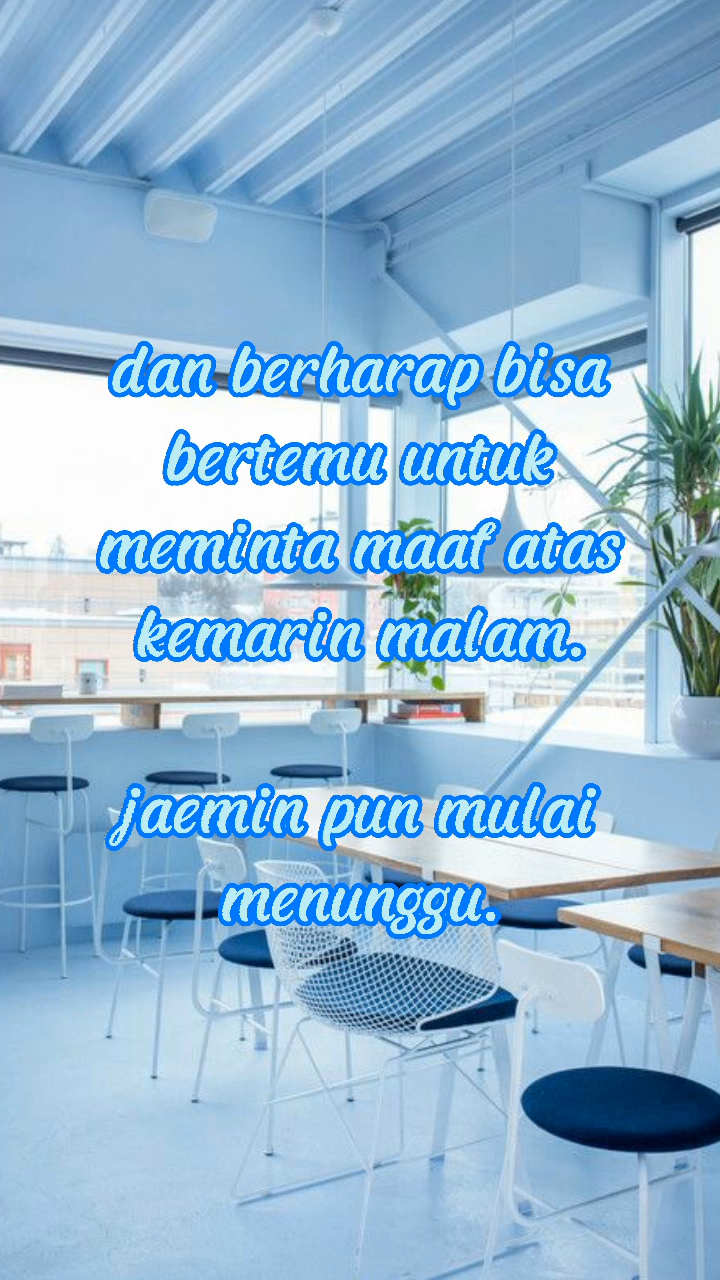 dan berharap bisa
bertemu untuk
meminta maaf atas
kemarin malam.
jaemin pun mulai
menunggu.